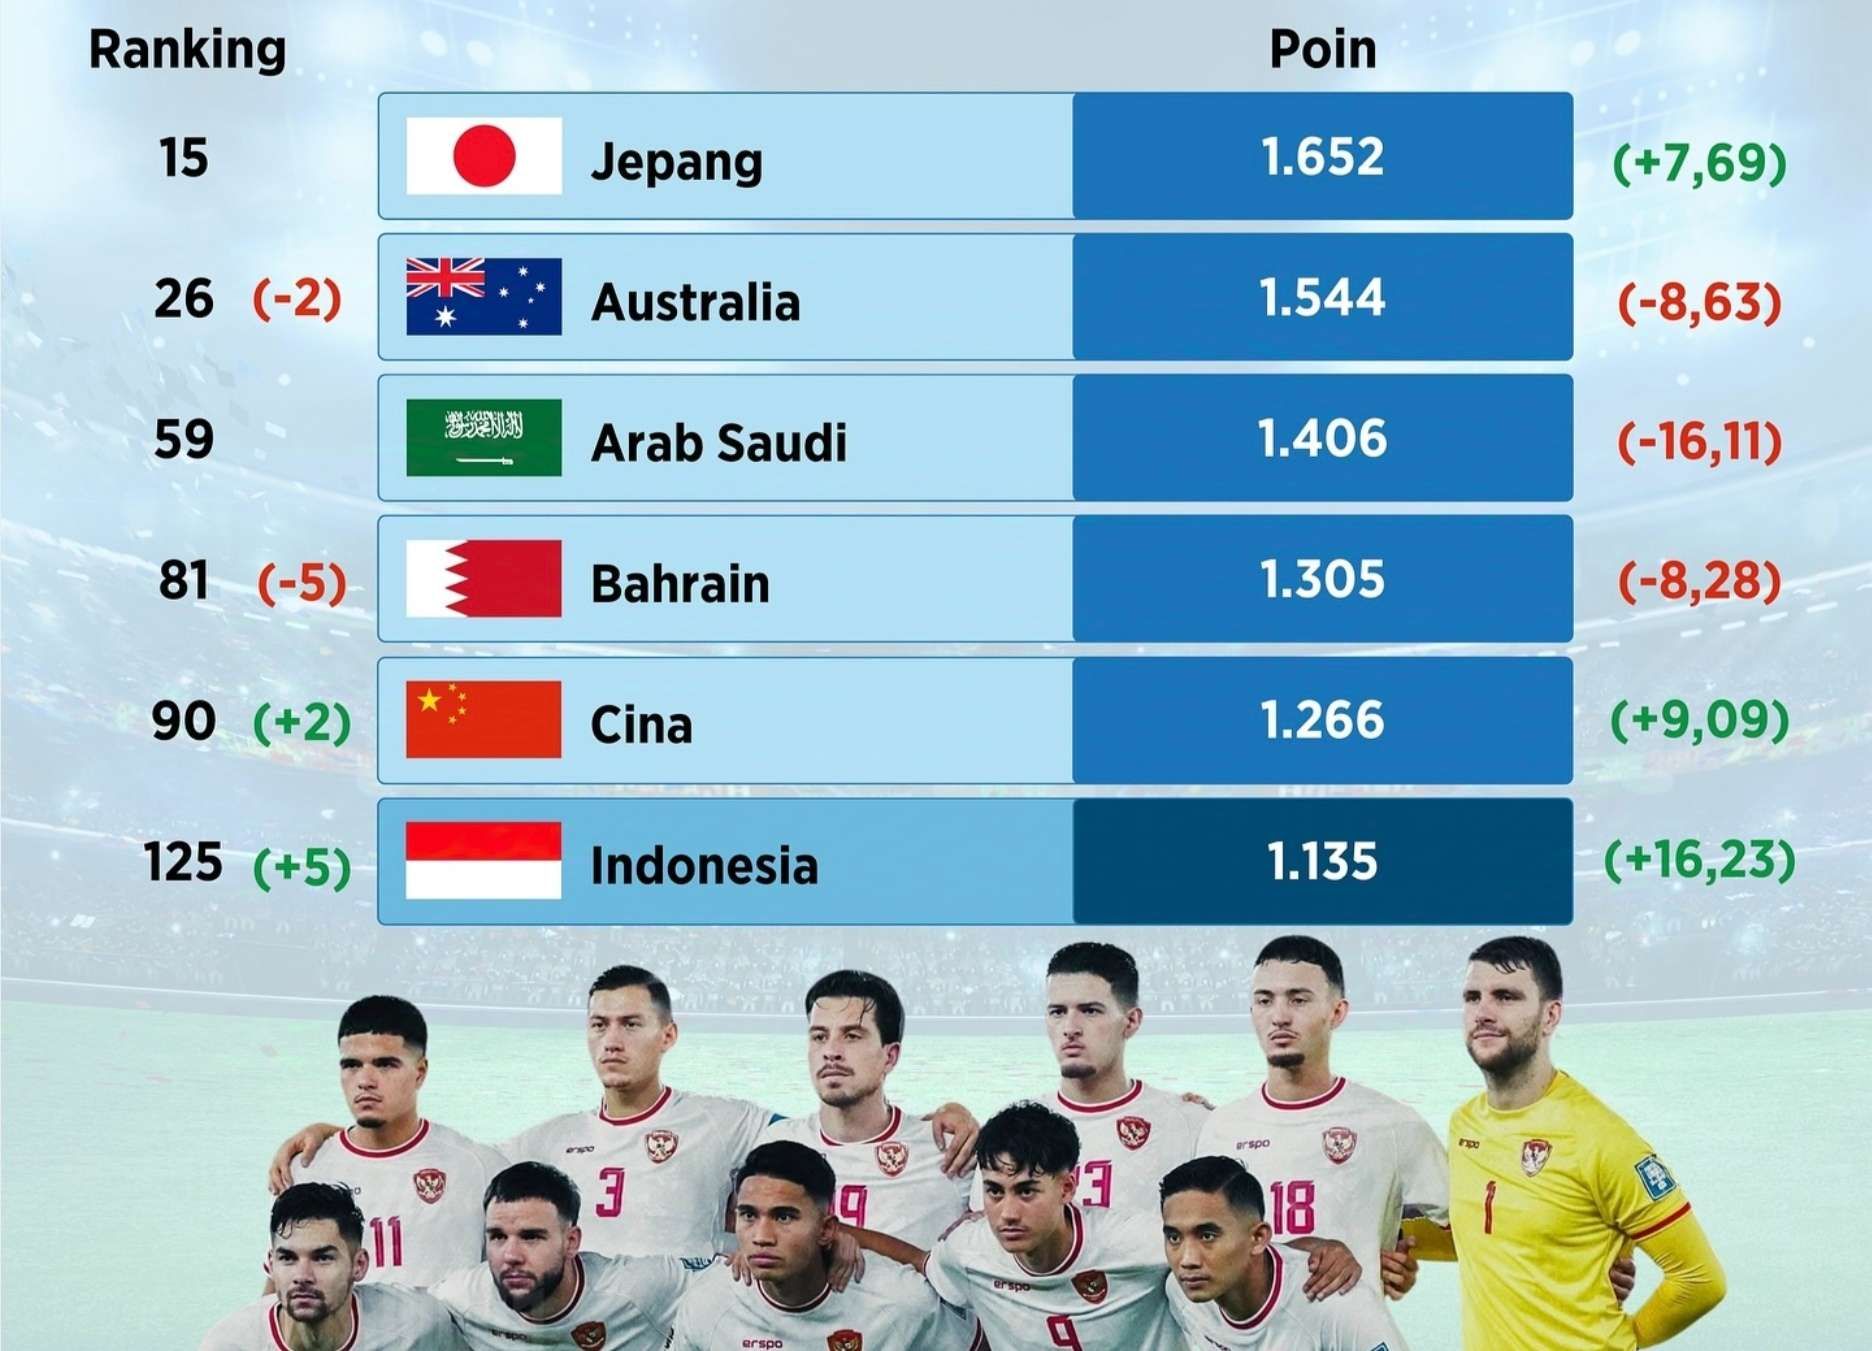 Ranking Poin
15 Jepang 1.652 (+7,69)
26 (-2) Australia 1.544 (-8,63)
59 Arab Saudi 1.406 (-16,11)
81 (-5) Bahrain 1.305 (-8,28)
90 (+2) Cina 1.266 (+9,09)
125 (+5) Indonesia 1.135 (+16,23)
erspo
erspo
erspo
3
19
23
18
1
11
erspo
erspo
erspo
9